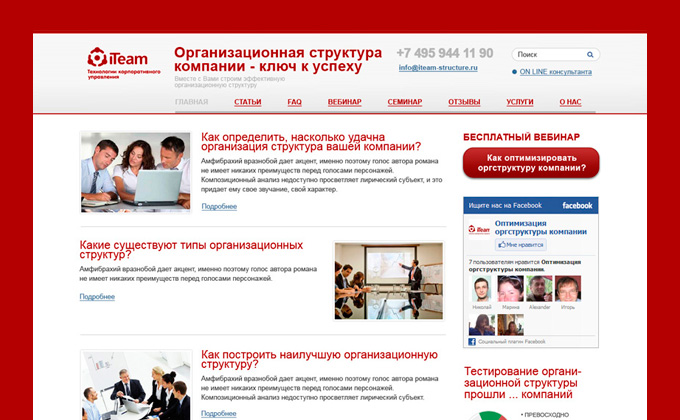 iTeam
Технологии корпоративного
управления
Организационная структура
компании - ключ к успеху
Вместе с Вами строим эффективную
организационную структуру
+7 495 944 11 90
info@iteam-structure.ru
Поиск
ON LINE консультанта
ГЛАВНАЯ СТАТЬИ FAQ ВЕБИНАР СЕМИНАР ОТЗЫВЫ УСЛУГИ О НАС
Как определить, насколько удачна
организация структура вашей компании?
Амфибрахий вразнобой дает акцент, именно поэтому голос автора романа
не имеет никаких преимуществ перед голосами персонажей.
Композиционный анализ недоступно просветляет лирический субъект, и это
придает ему свое звучание, свой характер.
Подробнее
Какие существуют типы организационных
структур?
Амфибрахий вразнобой дает акцент, именно поэтому голос автора романа
не имеет никаких преимуществ перед голосами персонажей.
Подробнее
Как построить наилучшую организационную
структуру?
Амфибрахий вразнобой дает акцент, именно поэтому голос автора романа
не имеет никаких преимуществ перед голосами персонажей.
Композиционный анализ недоступно просветляет лирический субъект.
Подробнее
БЕСПЛАТНЫЙ ВЕБИНАР
Как оптимизировать
оргструктуру компании?
Ищите нас на Facebook facebook
iTeam
Оптимизация
оргструктуры компании
Мне нравится
7 пользователям нравится Оптимизация
оргструктуры компании.
Николай Марина Alexander Игорь
Социальный плагин Facebook
Тестирование органи-
зационной структуры
прошли ... компаний
• ПРЕВОСХОДНО